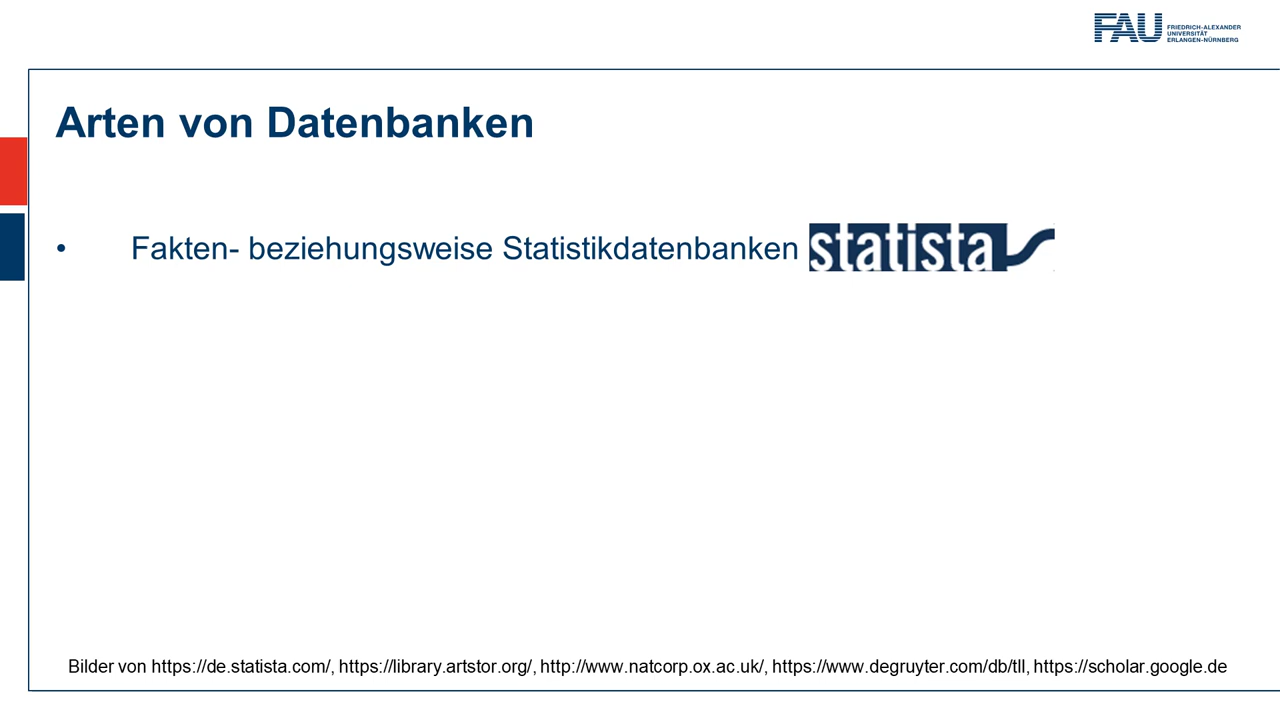 FAU FRIEDRICH-ALEXANDER
UNIVERSITÄT
ERLANGEN-NÜRNBERG
Arten von Datenbanken
• Fakten- beziehungsweise Statistikdatenbanken statista
Bilder von https://de.statista.com/, https://library.artstor.org/, http://www.natcorp.ox.ac.uk/, https://www.degruyter.com/db/tll, https://scholar.google.de